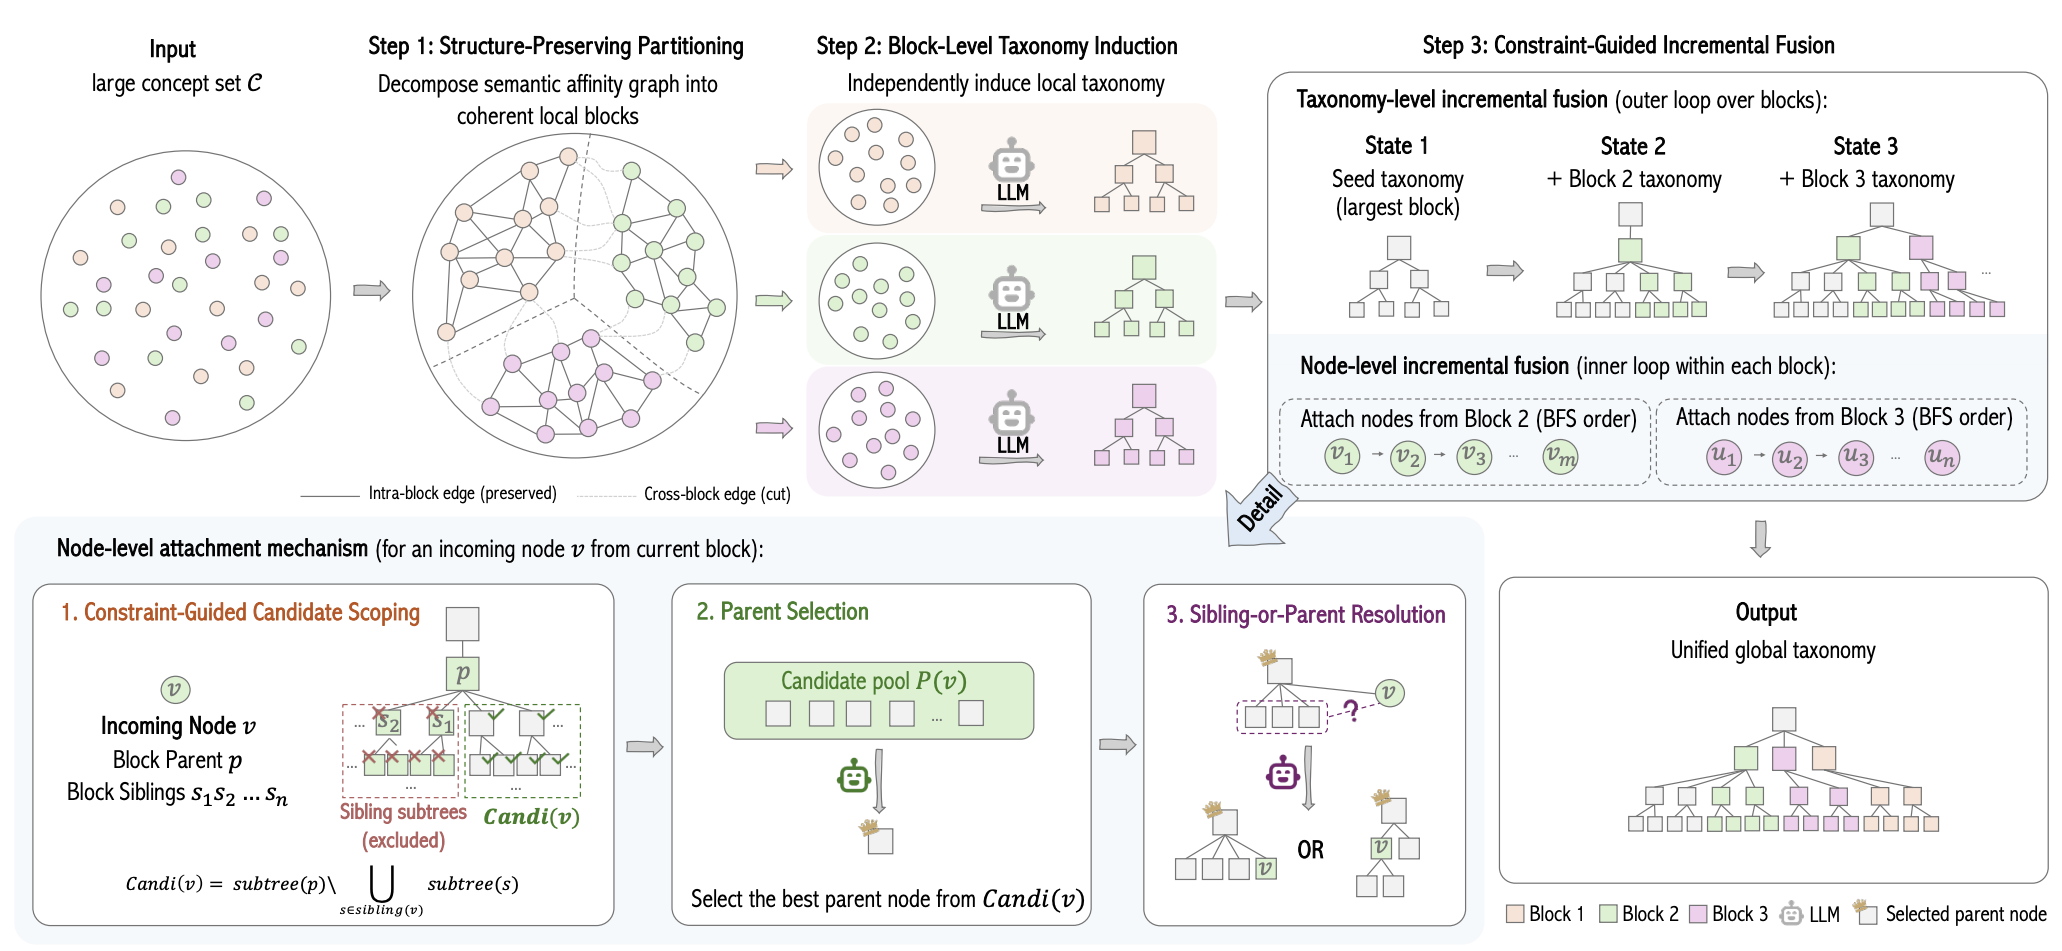 Input
large concept set 𝒞
Step 1: Structure-Preserving Partitioning
Decompose semantic affinity graph into
coherent local blocks
Intra-block edge (preserved)
Cross-block edge (cut)
Step 2: Block-Level Taxonomy Induction
Independently induce local taxonomy
LLM
LLM
LLM
Step 3: Constraint-Guided Incremental Fusion
Taxonomy-level incremental fusion (outer loop over blocks):
State 1
Seed taxonomy
(largest block)
State 2
+ Block 2 taxonomy
State 3
+ Block 3 taxonomy
...
Node-level incremental fusion (inner loop within each block):
Attach nodes from Block 2 (BFS order)
v₁ → v₂ → v₃ ... vₘ
Attach nodes from Block 3 (BFS order)
u₁ → u₂ → u₃ ... uₙ
Detail
Node-level attachment mechanism (for an incoming node v from current block):
1. Constraint-Guided Candidate Scoping
v
Incoming Node v
Block Parent p
Block Siblings s₁s₂ ... sₙ
p
... s₂ s₁ ...
... ...
... ...
Sibling subtrees
(excluded)
Candi(v)
Candi(v) = subtree(p)\ ⋃ subtree(s)
s∈sibling(v)
2. Parent Selection
Candidate pool P(v)
...
Select the best parent node from Candi(v)
3. Sibling-or-Parent Resolution
v
?
v
OR
v
Output
Unified global taxonomy
Block 1
Block 2
Block 3
LLM
Selected parent node